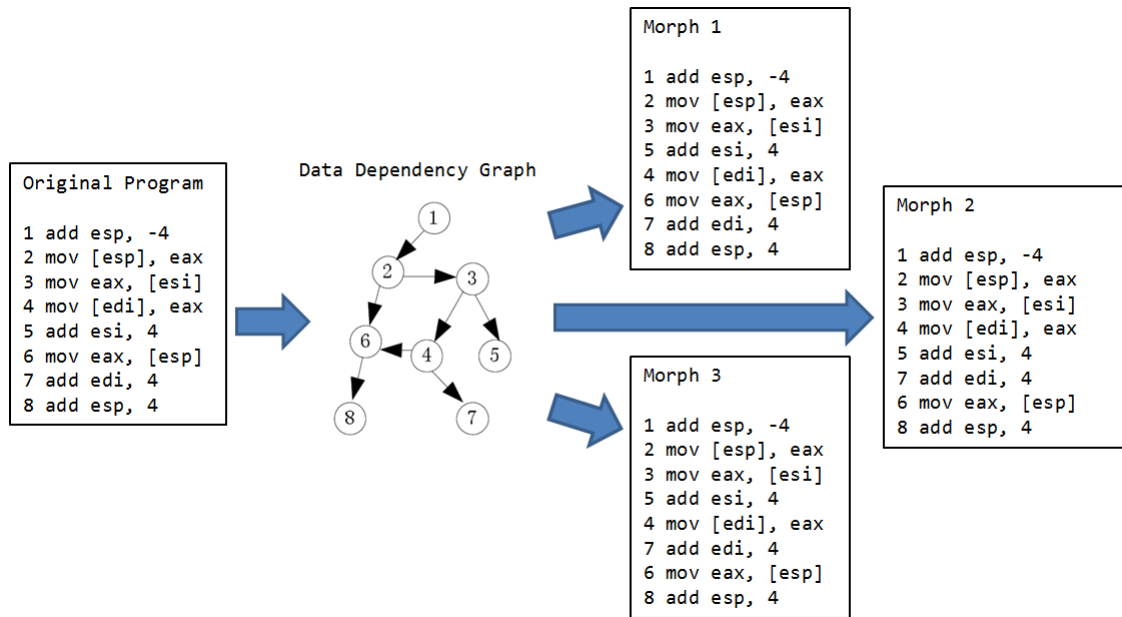 Original Program
1 add esp, -4
2 mov [esp], eax
3 mov eax, [esi]
4 mov [edi], eax
5 add esi, 4
6 mov eax, [esp]
7 add edi, 4
8 add esp, 4
Data Dependency Graph
1
2
3
6
4
5
8
7
Morph 1
1 add esp, -4
2 mov [esp], eax
3 mov eax, [esi]
5 add esi, 4
4 mov [edi], eax
6 mov eax, [esp]
7 add edi, 4
8 add esp, 4
Morph 2
1 add esp, -4
2 mov [esp], eax
3 mov eax, [esi]
4 mov [edi], eax
5 add esi, 4
7 add edi, 4
6 mov eax, [esp]
8 add esp, 4
Morph 3
1 add esp, -4
2 mov [esp], eax
3 mov eax, [esi]
5 add esi, 4
4 mov [edi], eax
7 add edi, 4
6 mov eax, [esp]
8 add esp, 4